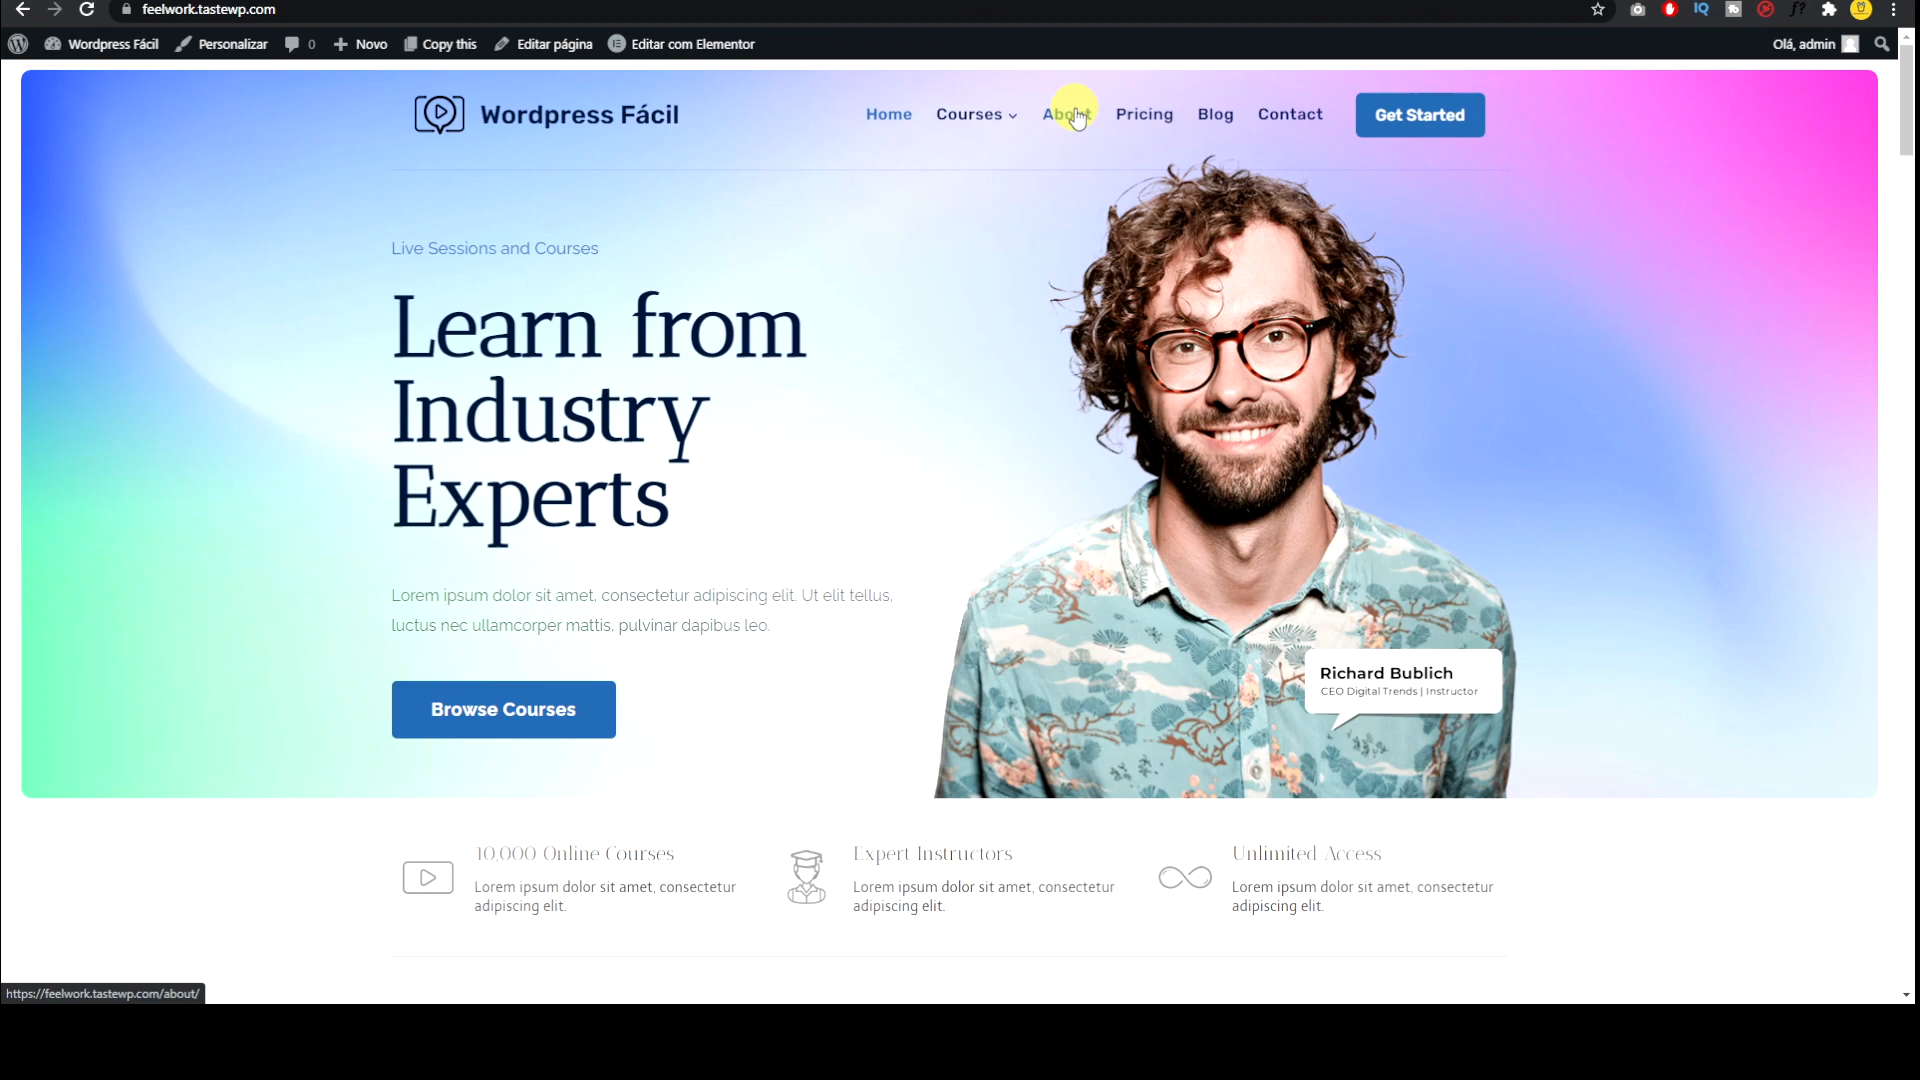 feelwork.tastewp.com
Wordpress Fácil Personalizar 0 Novo Copy this Editar página Editar com Elementor Olá, admin
Wordpress Fácil
Home Courses About Pricing Blog Contact Get Started
Live Sessions and Courses
Learn from
Industry
Experts
Lorem ipsum dolor sit amet, consectetur adipiscing elit. Ut elit tellus,
luctus nec ullamcorper mattis, pulvinar dapibus leo.
Browse Courses
Richard Bublich
CEO Digital Trends | Instructor
10,000 Online Courses
Lorem ipsum dolor sit amet, consectetur
adipiscing elit.
Expert Instructors
Lorem ipsum dolor sit amet, consectetur
adipiscing elit.
Unlimited Access
Lorem ipsum dolor sit amet, consectetur
adipiscing elit.
https://feelwork.tastewp.com/about/